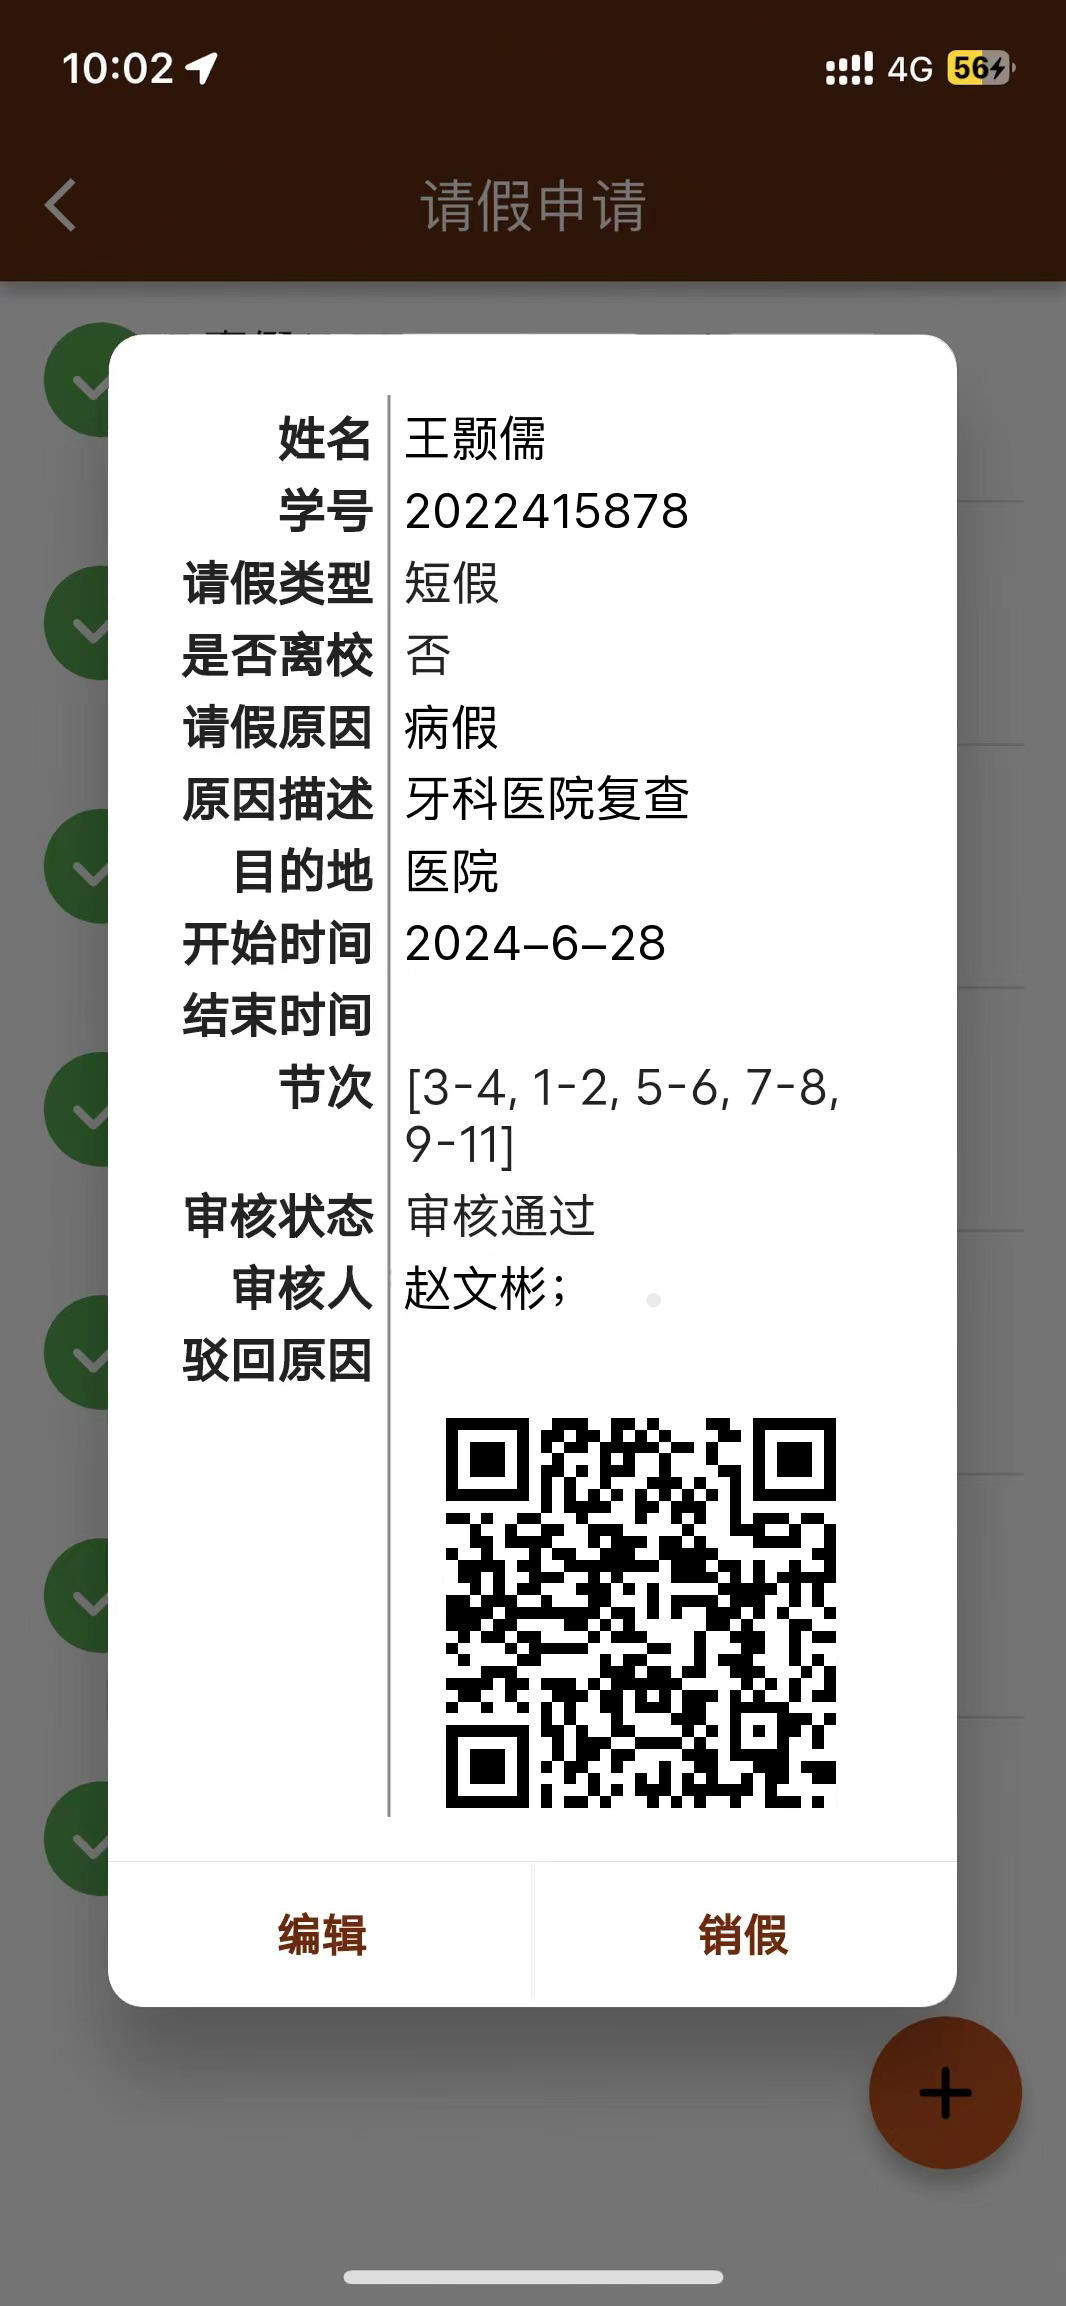 10:02
4G 56
请假申请
姓名 王颢儒
学号 2022415878
请假类型 短假
是否离校 否
请假原因 病假
原因描述 牙科医院复查
目的地 医院
开始时间 2024-6-28
结束时间
节次 [3-4, 1-2, 5-6, 7-8,
9-11]
审核状态 审核通过
审核人 赵文彬;
驳回原因
编辑 销假